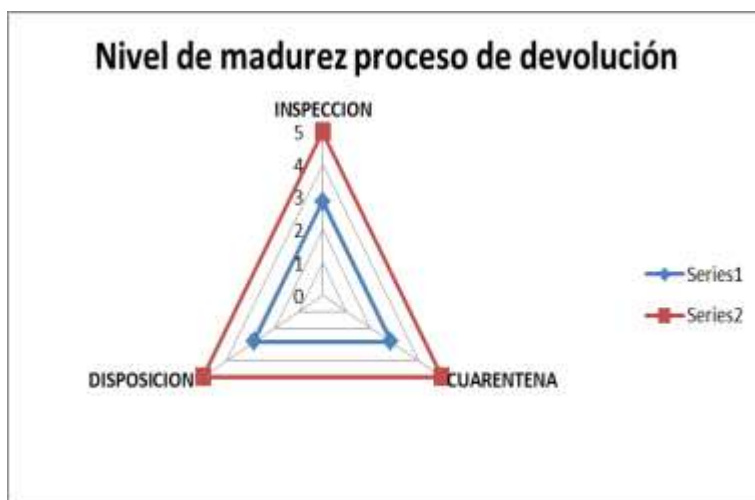 Nivel de madurez proceso de devolución
INSPECCION
5
4
3
2
1
0
Series1
Series2
DISPOSICION
CUARENTENA